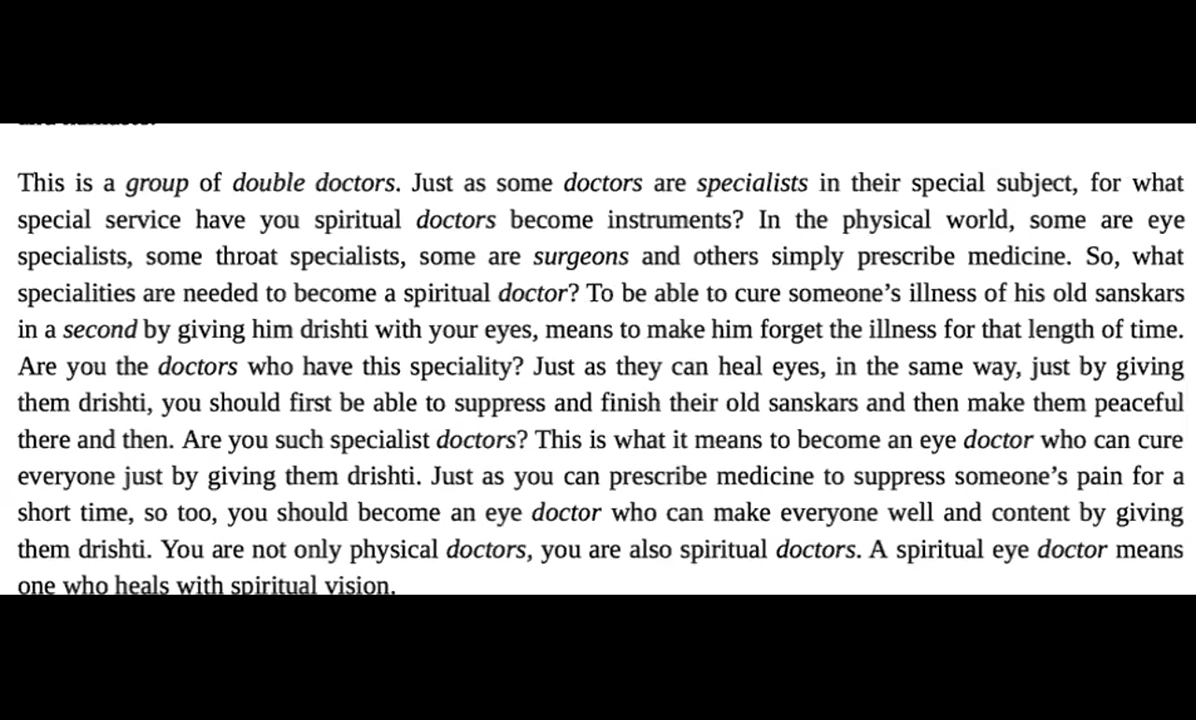 This is a group of double doctors. Just as some doctors are specialists in their special subject, for what
special service have you spiritual doctors become instruments? In the physical world, some are eye
specialists, some throat specialists, some are surgeons and others simply prescribe medicine. So, what
specialities are needed to become a spiritual doctor? To be able to cure someone’s illness of his old sanskars
in a second by giving him drishti with your eyes, means to make him forget the illness for that length of time.
Are you the doctors who have this speciality? Just as they can heal eyes, in the same way, just by giving
them drishti, you should first be able to suppress and finish their old sanskars and then make them peaceful
there and then. Are you such specialist doctors? This is what it means to become an eye doctor who can cure
everyone just by giving them drishti. Just as you can prescribe medicine to suppress someone’s pain for a
short time, so too, you should become an eye doctor who can make everyone well and content by giving
them drishti. You are not only physical doctors, you are also spiritual doctors. A spiritual eye doctor means
one who heals with spiritual vision.